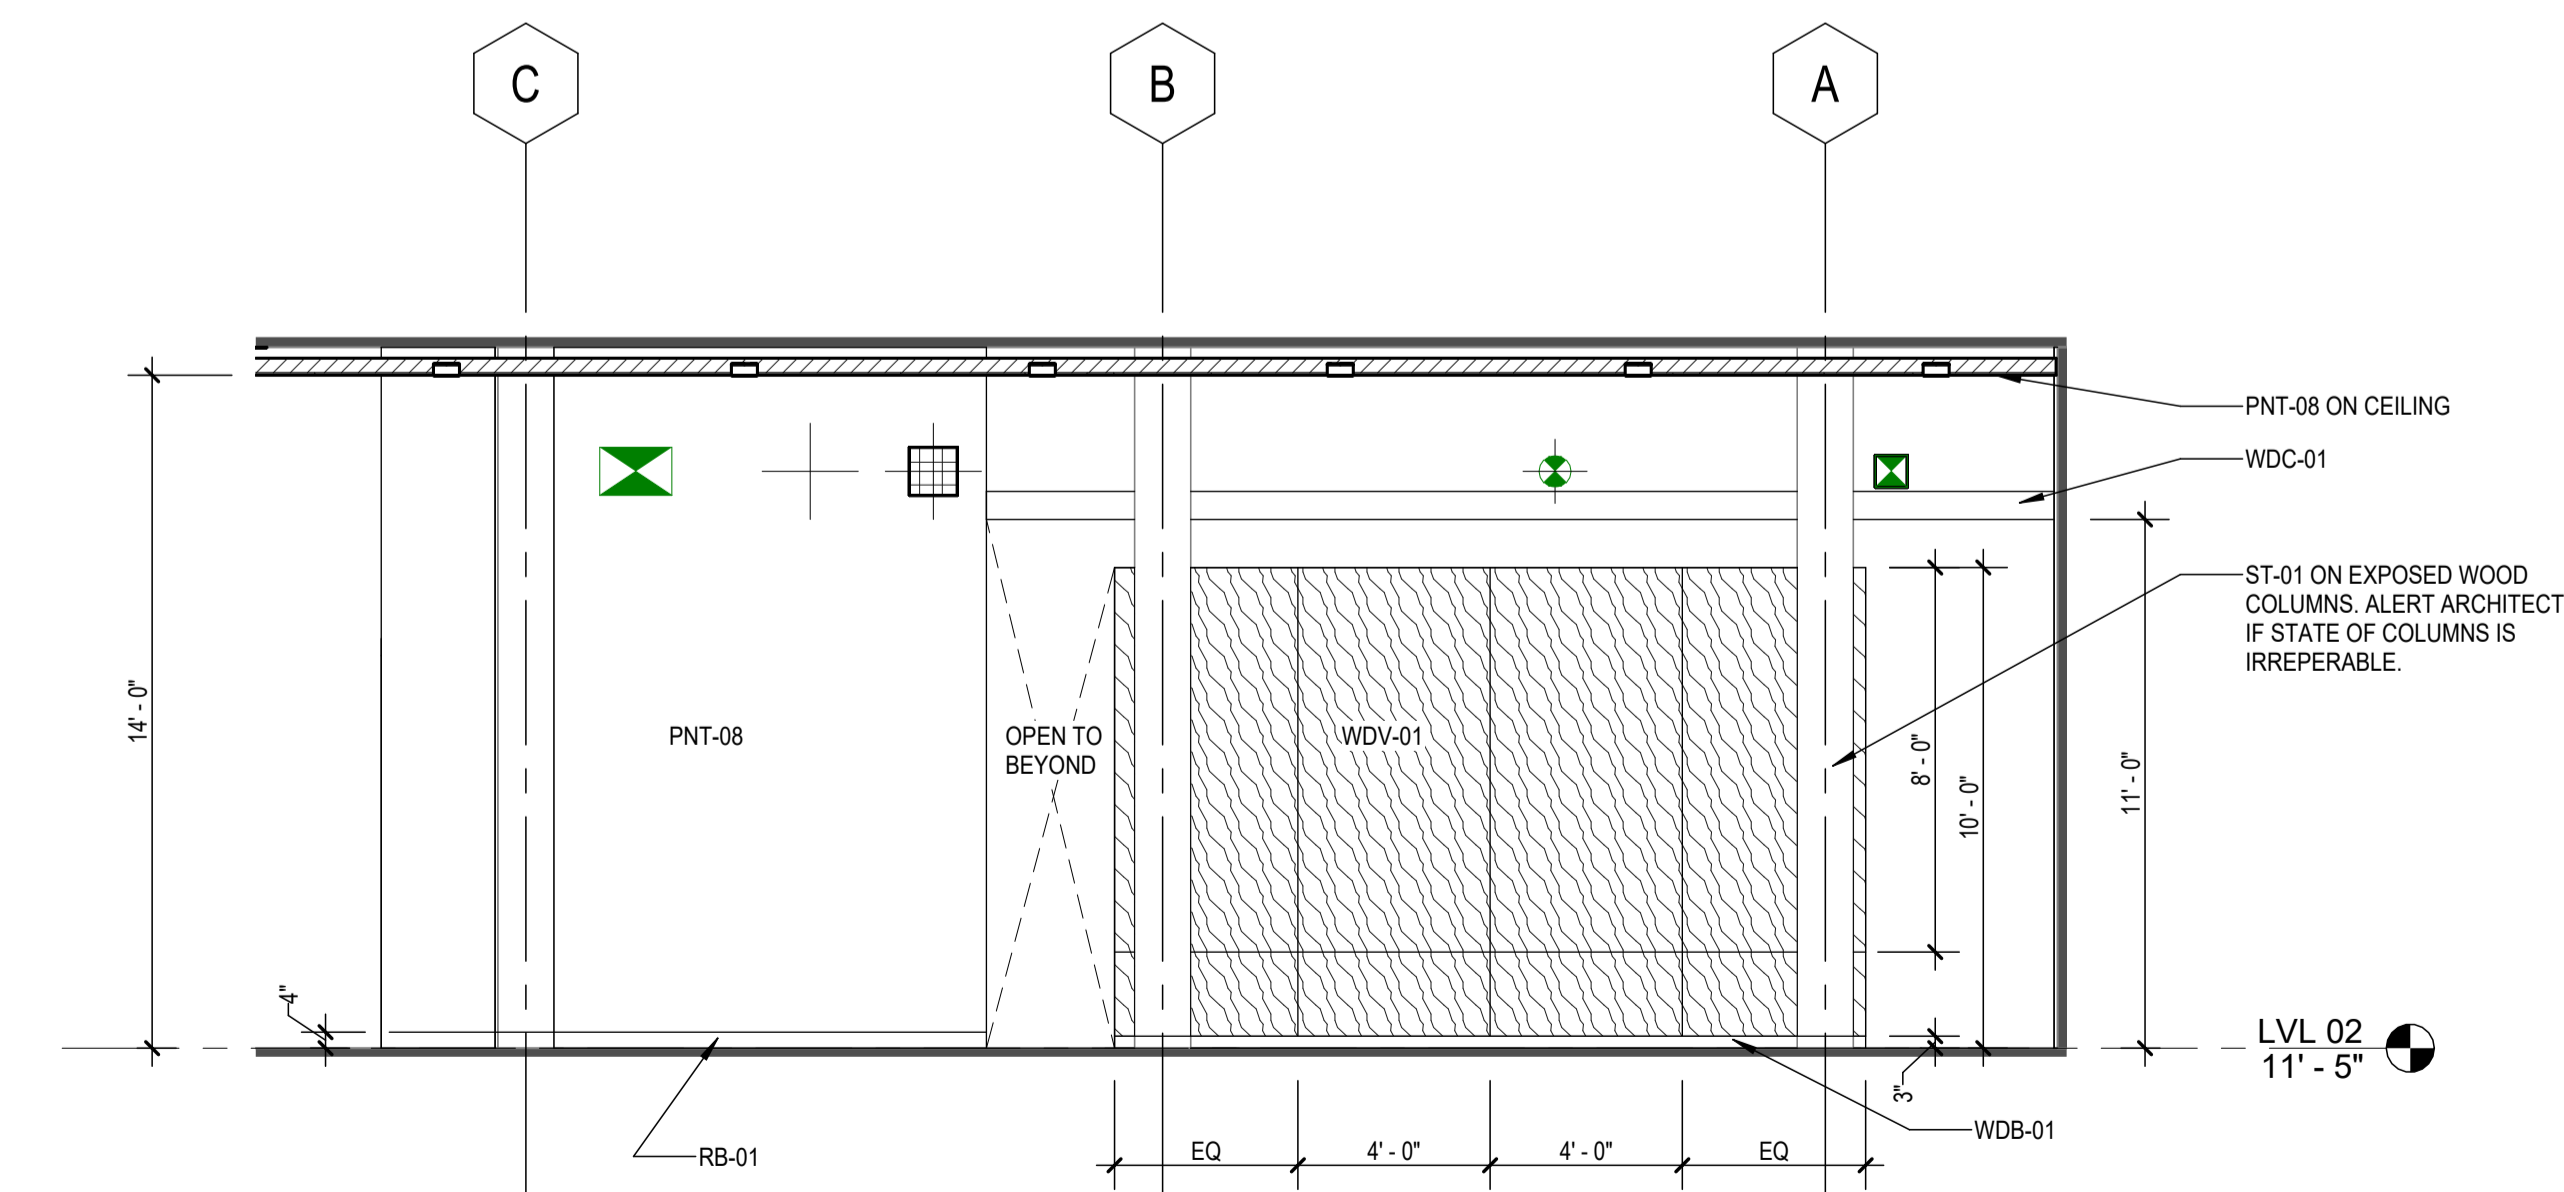 C
B
A
PNT-08 ON CEILING
WDC-01
ST-01 ON EXPOSED WOOD
COLUMNS. ALERT ARCHITECT
IF STATE OF COLUMNS IS
IRREPERABLE.
14' - 0"
PNT-08
OPEN TO
BEYOND
WDV-01
8' - 0"
10' - 0"
11' - 0"
4"
LVL 02
11' - 5"
3"
WDB-01
RB-01
EQ
4' - 0"
4' - 0"
EQ